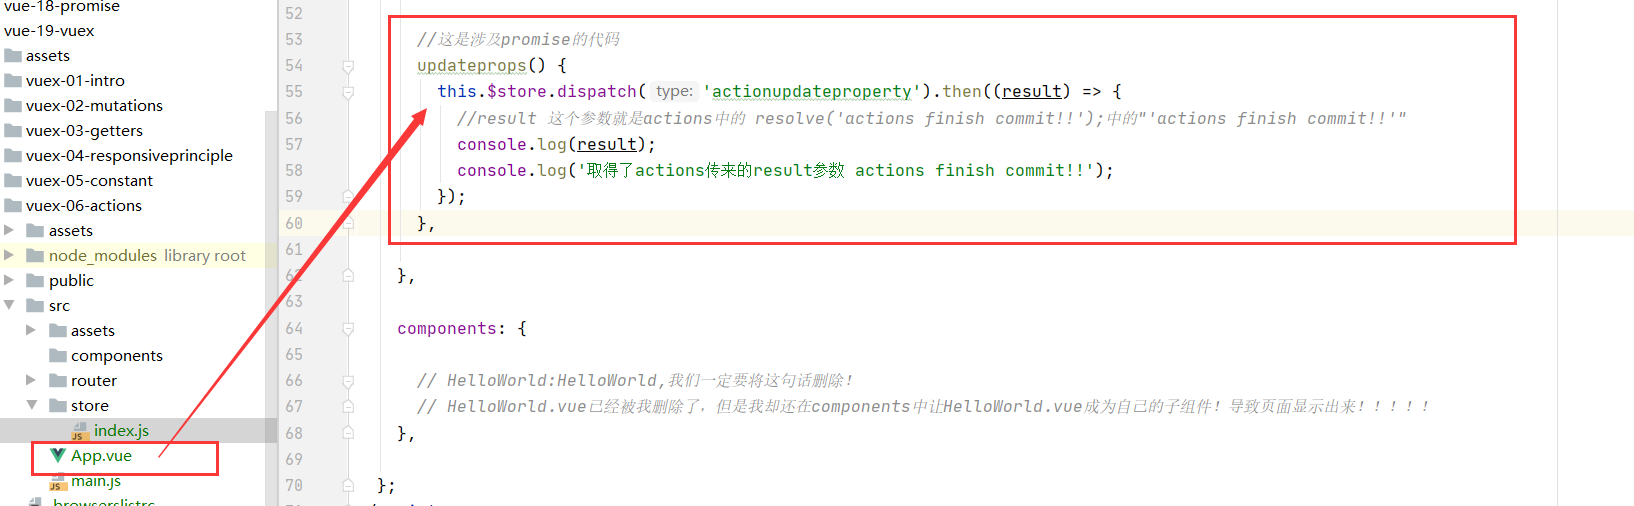 vue-18-promise
vue-19-vuex
assets
vuex-01-intro
vuex-02-mutations
vuex-03-getters
vuex-04-responsiveprinciple
vuex-05-constant
vuex-06-actions
assets
node_modules library root
public
src
assets
components
router
store
index.js
App.vue
main.js
.browserslistrc
52
53 //这是涉及promise的代码
54 updateprops() {
55 this.$store.dispatch( type: 'actionupdateproperty').then((result) => {
56 //result 这个参数就是actions中的 resolve('actions finish commit!!');中的"'actions finish commit!!'"
57 console.log(result);
58 console.log('取得了actions传来的result参数 actions finish commit!!');
59 });
60 },
61
62 },
63
64 components: {
65
66 // HelloWorld:HelloWorld,我们一定要将这句话删除!
67 // HelloWorld.vue已经被我删除了，但是我却还在components中让HelloWorld.vue成为自己的子组件! 导致页面显示出来!!!!!
68 },
69
70 };